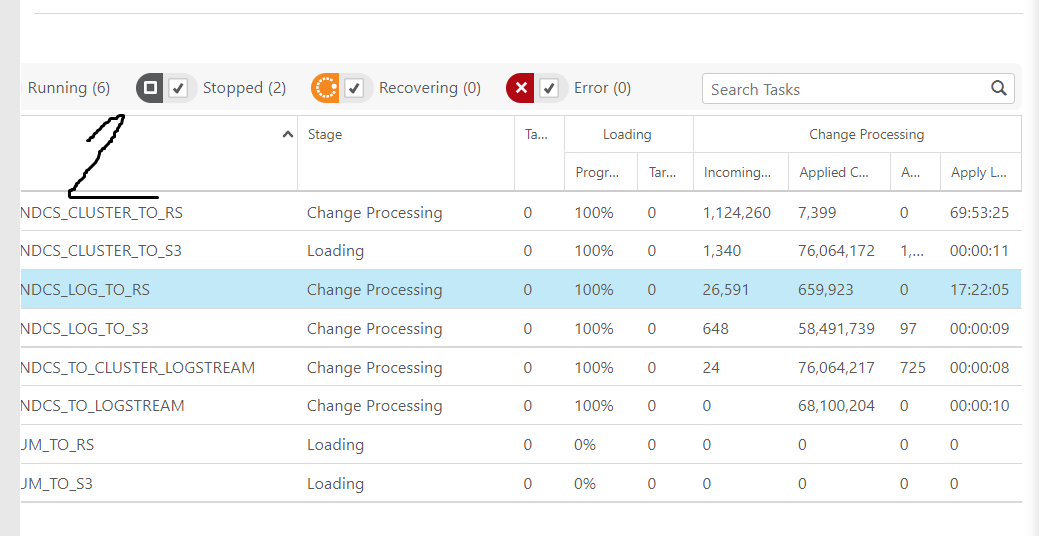 Running (6) Stopped (2) Recovering (0) Error (0) Search Tasks
Stage Ta... Loading Change Processing
Progr... Tar... Incoming... Applied C... A... Apply L...
NDCS_CLUSTER_TO_RS Change Processing 0 100% 0 1,124,260 7,399 0 69:53:25
NDCS_CLUSTER_TO_S3 Loading 0 100% 0 1,340 76,064,172 1,... 00:00:11
NDCS_LOG_TO_RS Change Processing 0 100% 0 26,591 659,923 0 17:22:05
NDCS_LOG_TO_S3 Change Processing 0 100% 0 648 58,491,739 97 00:00:09
NDCS_TO_CLUSTER_LOGSTREAM Change Processing 0 100% 0 24 76,064,217 725 00:00:08
NDCS_TO_LOGSTREAM Change Processing 0 100% 0 0 68,100,204 0 00:00:10
UM_TO_RS Loading 0 0% 0 0 0 0 0
UM_TO_S3 Loading 0 0% 0 0 0 0 0